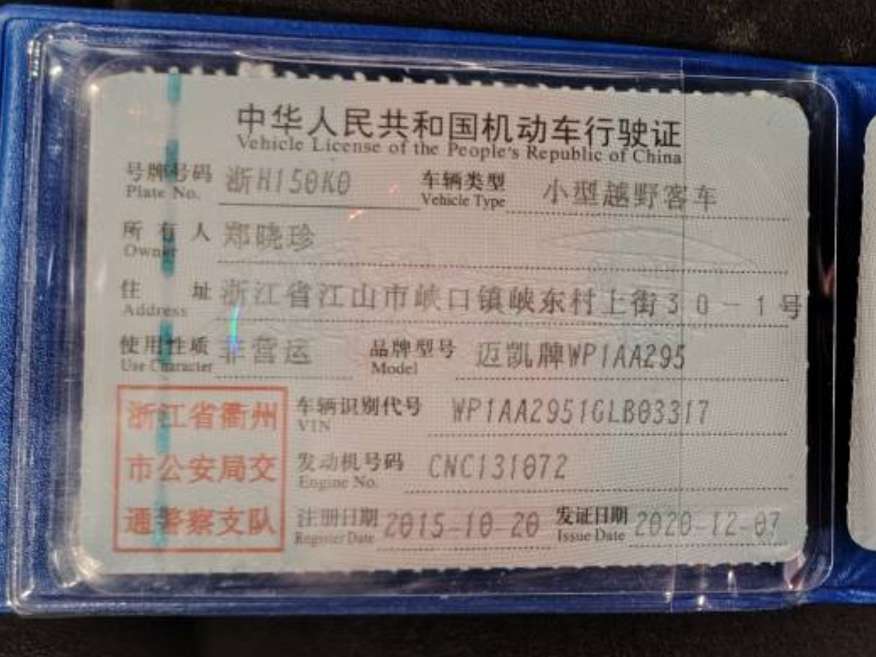 中华人民共和国机动车行驶证
Vehicle License of the People's Republic of China
号牌号码 浙H150K0 车辆类型 小型越野客车
Plate No. Vehicle Type
所有人 郑晓珍
Owner
住址 浙江省江山市峡口镇峡东村上街30-1号
Address
使用性质 非营运 品牌型号 迈凯牌WP1AA295
Use Character Model
浙江省衢州 车辆识别代号 WP1AA2951GLB03317
VIN
市公安局交 发动机号码 CNC131072
Engine No.
通警察支队 注册日期 2015-10-20 发证日期 2020-12-07
Register Date Issue Date